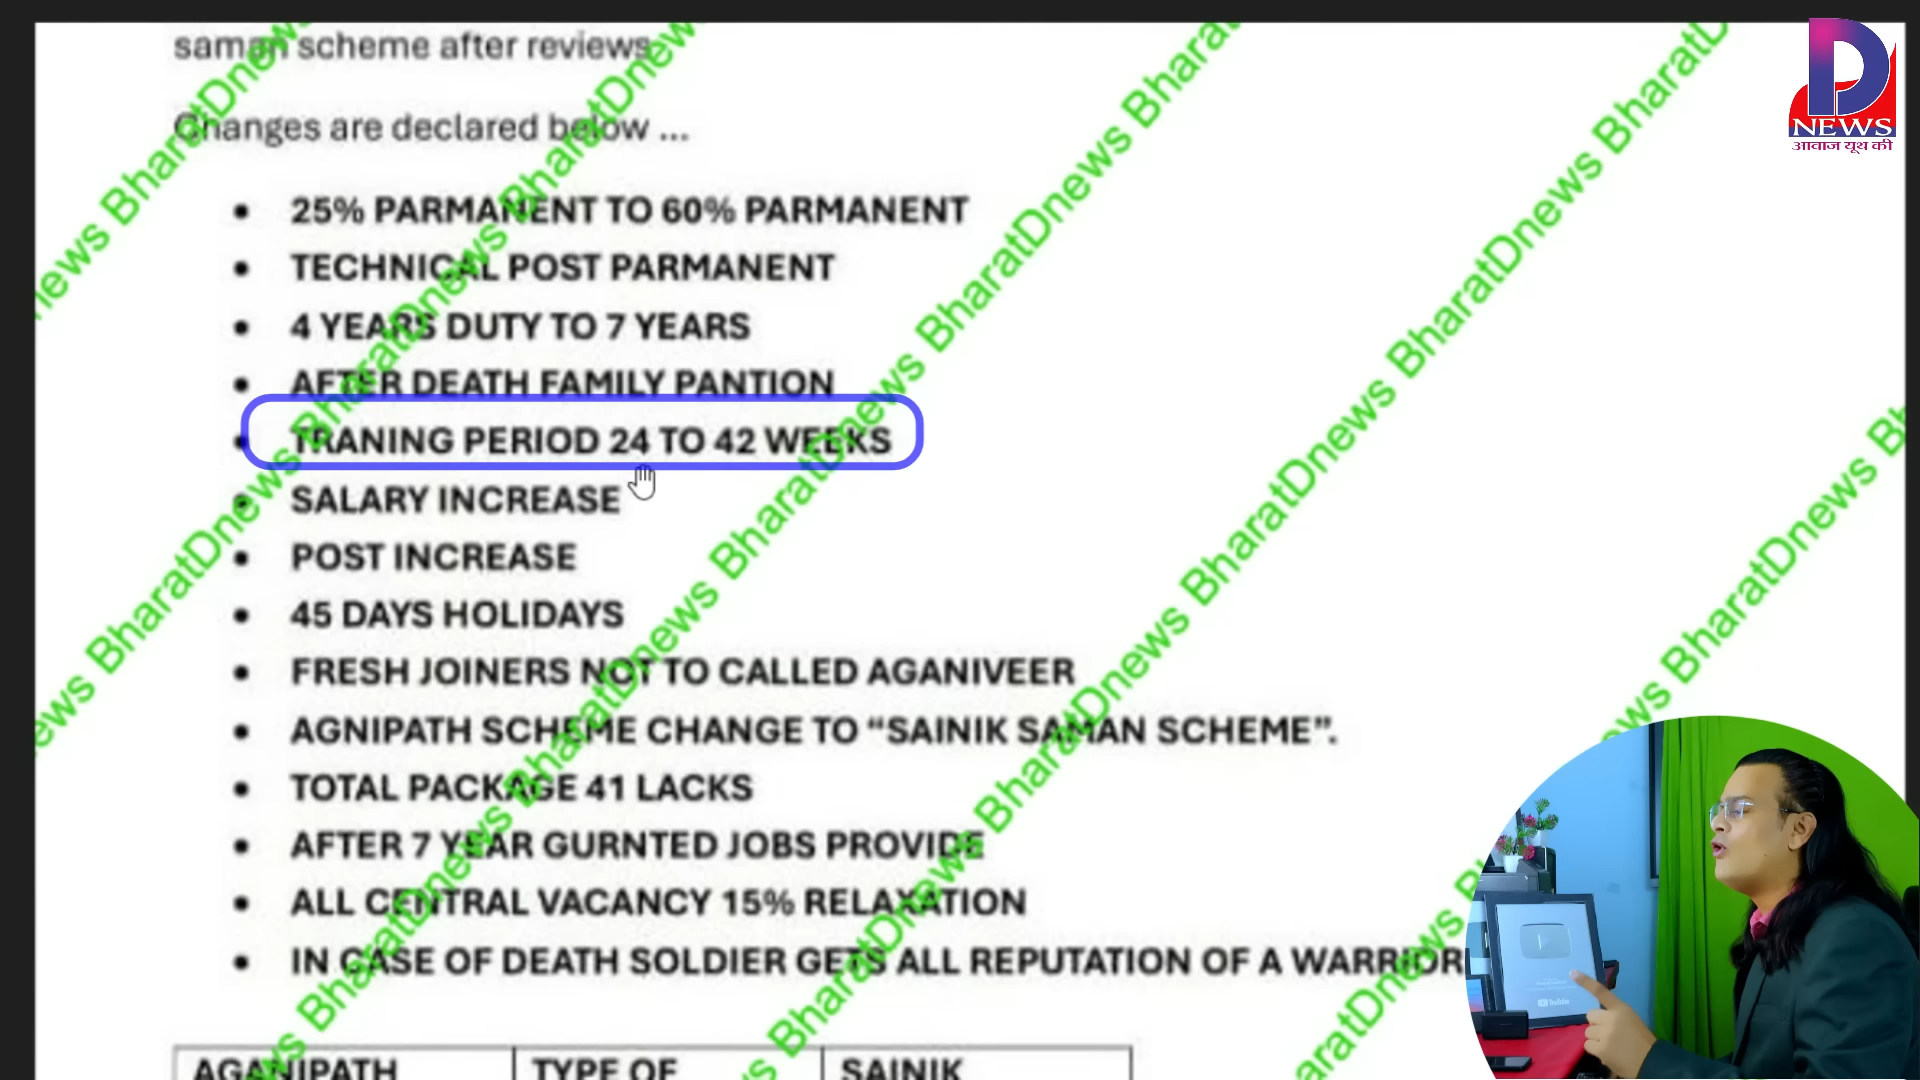 saman scheme after reviews
Changes are declared below ...
25% PARMANENT TO 60% PARMANENT
TECHNICAL POST PARMANENT
4 YEARS DUTY TO 7 YEARS
AFTER DEATH FAMILY PANTION
TRANING PERIOD 24 TO 42 WEEKS
SALARY INCREASE
POST INCREASE
45 DAYS HOLIDAYS
FRESH JOINERS NOT TO CALLED AGANIVEER
AGNIPATH SCHEME CHANGE TO “SAINIK SAMAN SCHEME”.
TOTAL PACKAGE 41 LACKS
AFTER 7 YEAR GURNTED JOBS PROVIDE
ALL CENTRAL VACANCY 15% RELAXATION
IN CASE OF DEATH SOLDIER GETS ALL REPUTATION OF A WARRIOR
AGANIPATH TYPE OF SAINIK
BharatDnews BharatDnews BharatDnews BharatDnews
D
NEWS
आवाज यूथ की
YouTube